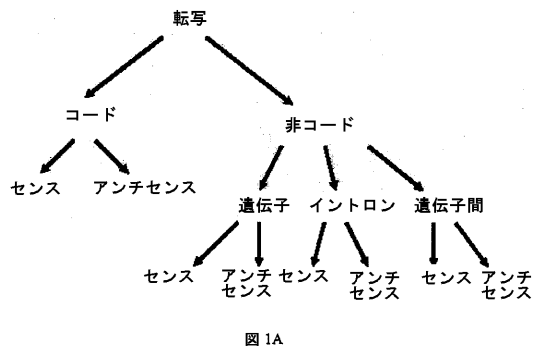 転写
コード
非コード
センス
アンチセンス
遺伝子
イントロン
遺伝子間
センス
アンチ
センス
センス
アンチ
センス
センス
アンチ
センス
図 1A